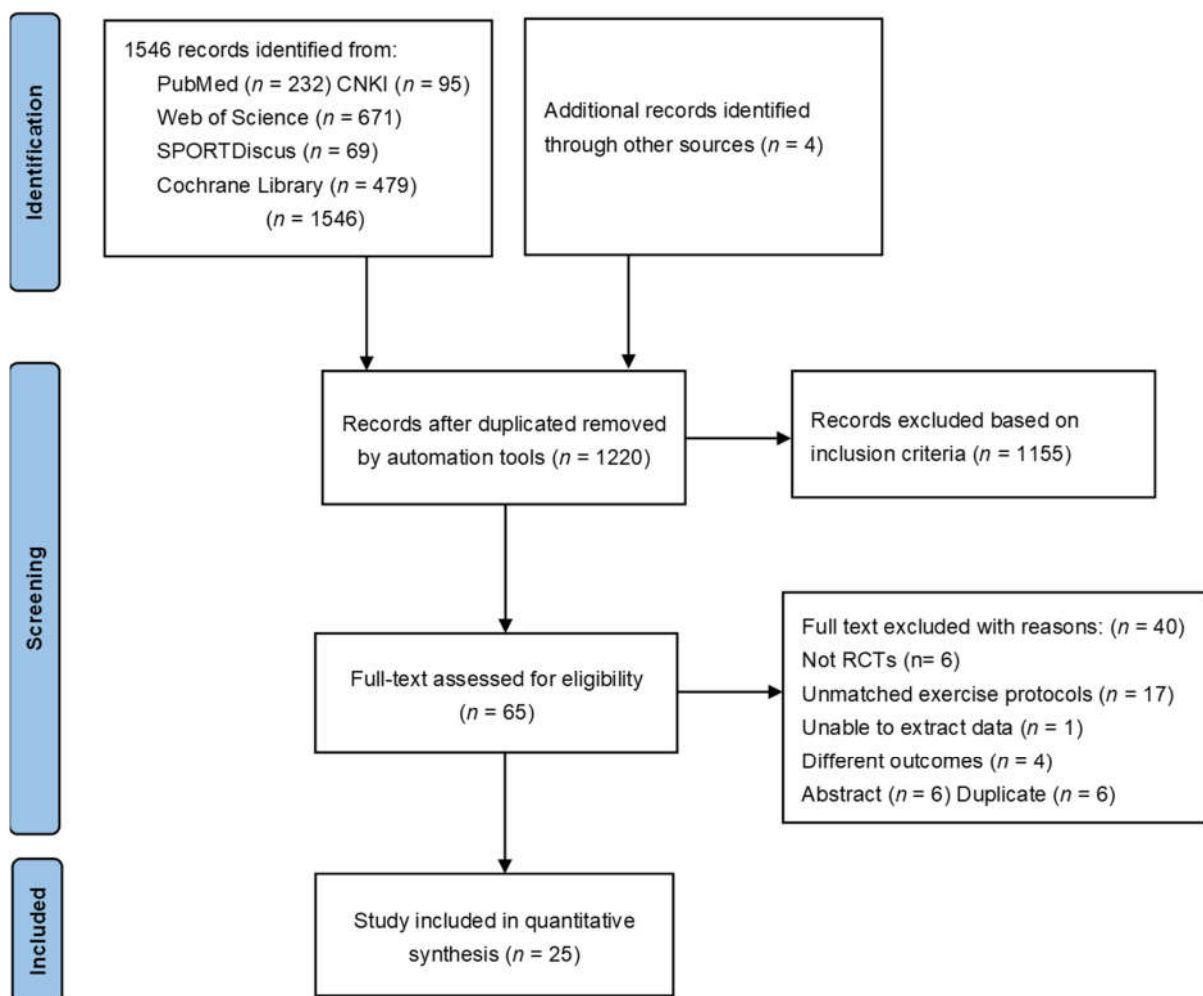 Identification
1546 records identified from:
PubMed (n = 232) CNKI (n = 95)
Web of Science (n = 671)
SPORTDiscus (n = 69)
Cochrane Library (n = 479)
(n = 1546)
Additional records identified
through other sources (n = 4)
Screening
Records after duplicated removed
by automation tools (n = 1220)
Records excluded based on
inclusion criteria (n = 1155)
Full-text assessed for eligibility
(n = 65)
Full text excluded with reasons: (n = 40)
Not RCTs (n= 6)
Unmatched exercise protocols (n = 17)
Unable to extract data (n = 1)
Different outcomes (n = 4)
Abstract (n = 6) Duplicate (n = 6)
Included
Study included in quantitative
synthesis (n = 25)